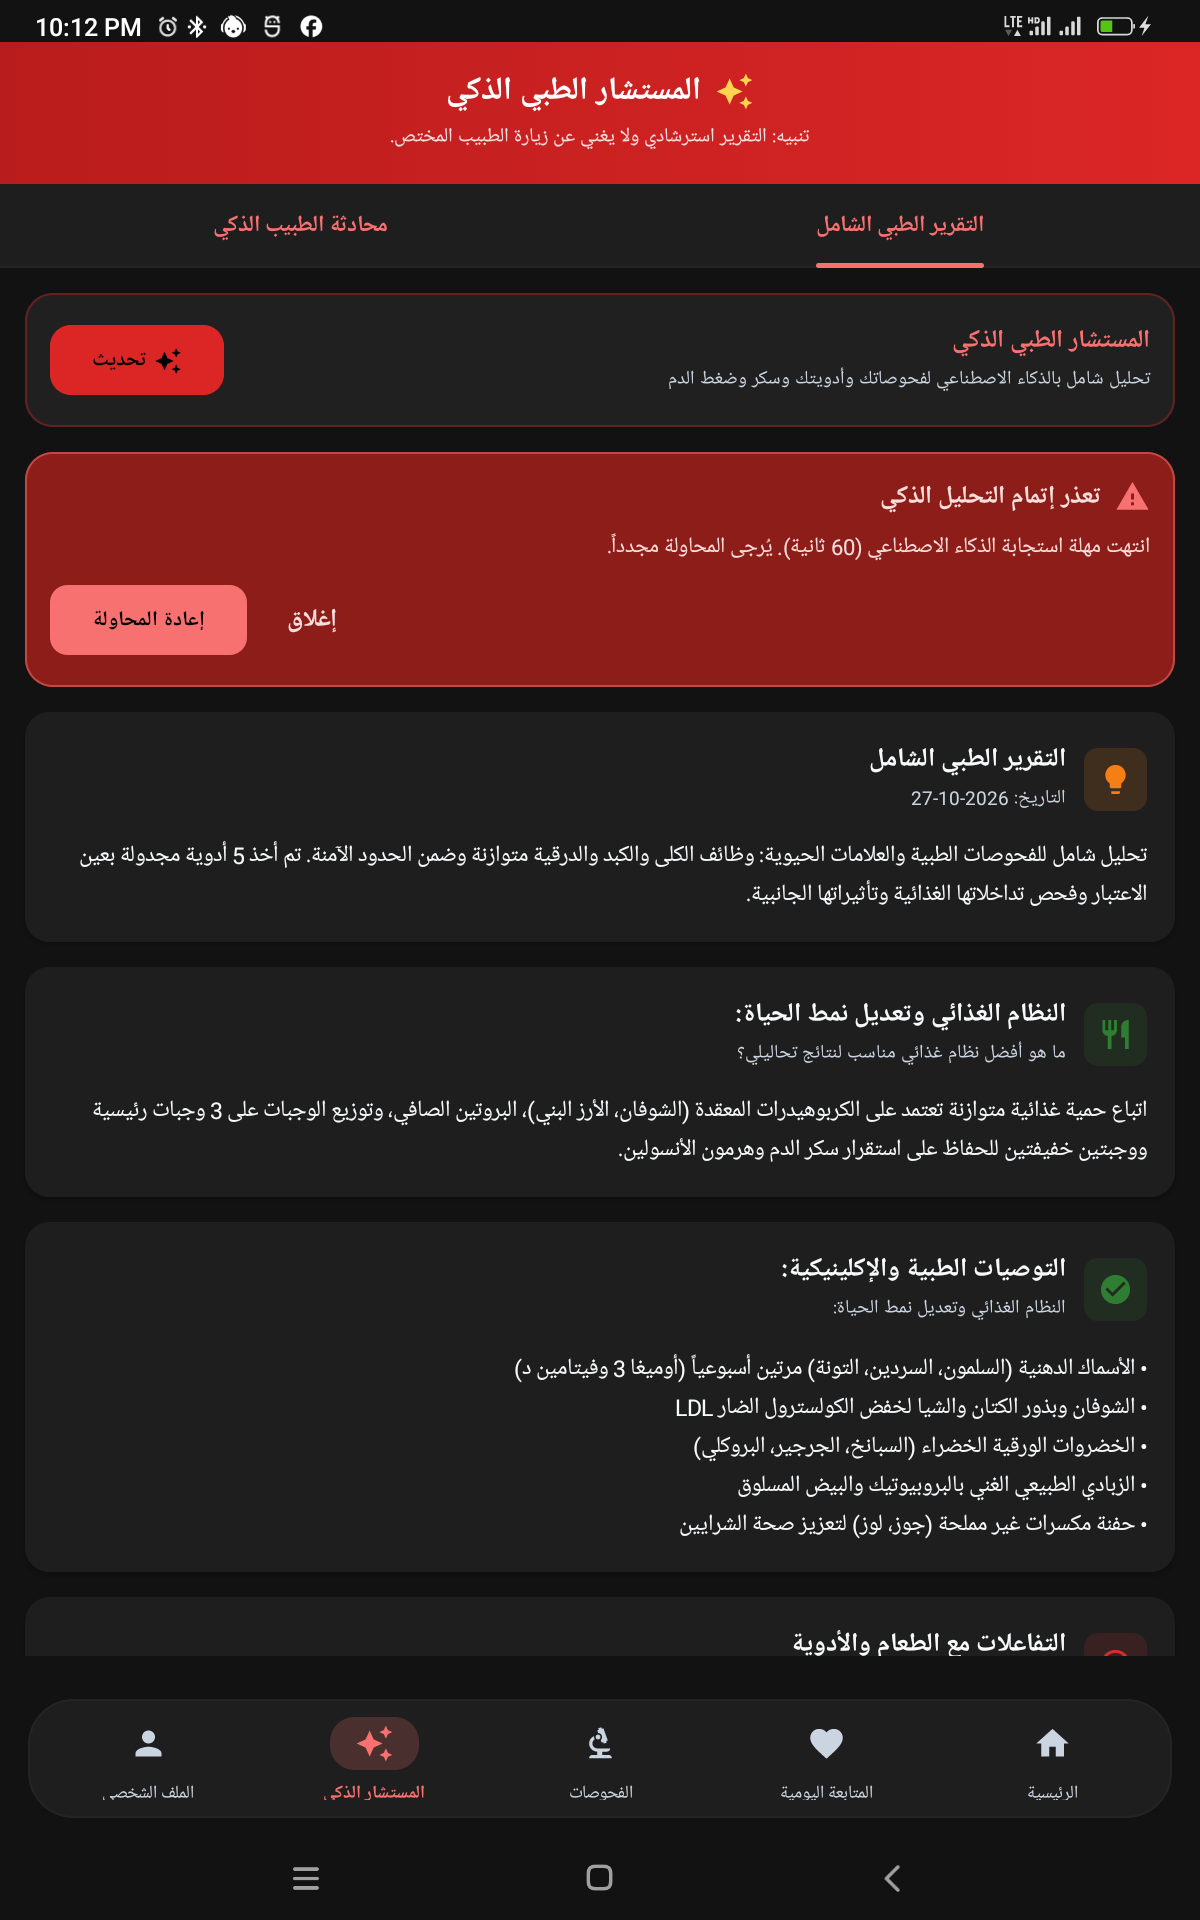 10:12 PM
LTE HD
المستشار الطبي الذكي
تنبيه: التقرير استرشادي ولا يغني عن زيارة الطبيب المختص.
التقرير الطبي الشامل
محادثة الطبيب الذكي
المستشار الطبي الذكي
تحليل شامل بالذكاء الاصطناعي لفحوصاتك وأدويتك وسكر وضغط الدم
تحديث
تعذر إتمام التحليل الذكي
انتهت مهلة استجابة الذكاء الاصطناعي (60 ثانية). يُرجى المحاولة مجدداً.
إغلاق
إعادة المحاولة
التقرير الطبي الشامل
التاريخ: 2026-10-27
تحليل شامل للفحوصات الطبية والعلامات الحيوية: وظائف الكلى والكبد والدرقية متوازنة وضمن الحدود الآمنة. تم أخذ 5 أدوية مجدولة بعين
الاعتبار وفحص تداخلاتها الغذائية وتأثيراتها الجانبية.
النظام الغذائي وتعديل نمط الحياة:
ما هو أفضل نظام غذائي مناسب لنتائج تحاليلي؟
اتباع حمية غذائية متوازنة تعتمد على الكربوهيدرات المعقدة (الشوفان، الأرز البني)، البروتين الصافي، وتوزيع الوجبات على 3 وجبات رئيسية
ووجبتين خفيفتين للحفاظ على استقرار سكر الدم وهرمون الأنسولين.
التوصيات الطبية والإكلينيكية:
النظام الغذائي وتعديل نمط الحياة:
• الأسماك الدهنية (السلمون، السردين، التونة) مرتين أسبوعياً (أوميغا 3 وفيتامين د)
• الشوفان وبذور الكتان والشيا لخفض الكولسترول الضار LDL
• الخضروات الورقية الخضراء (السبانخ، الجرجير، البروكلي)
• الزبادي الطبيعي الغني بالبروبيوتيك والبيض المسلوق
• حفنة مكسرات غير مملحة (جوز، لوز) لتعزيز صحة الشرايين
التفاعلات مع الطعام والأدوية
الرئيسية
المتابعة اليومية
الفحوصات
المستشار الذكي
الملف الشخصي